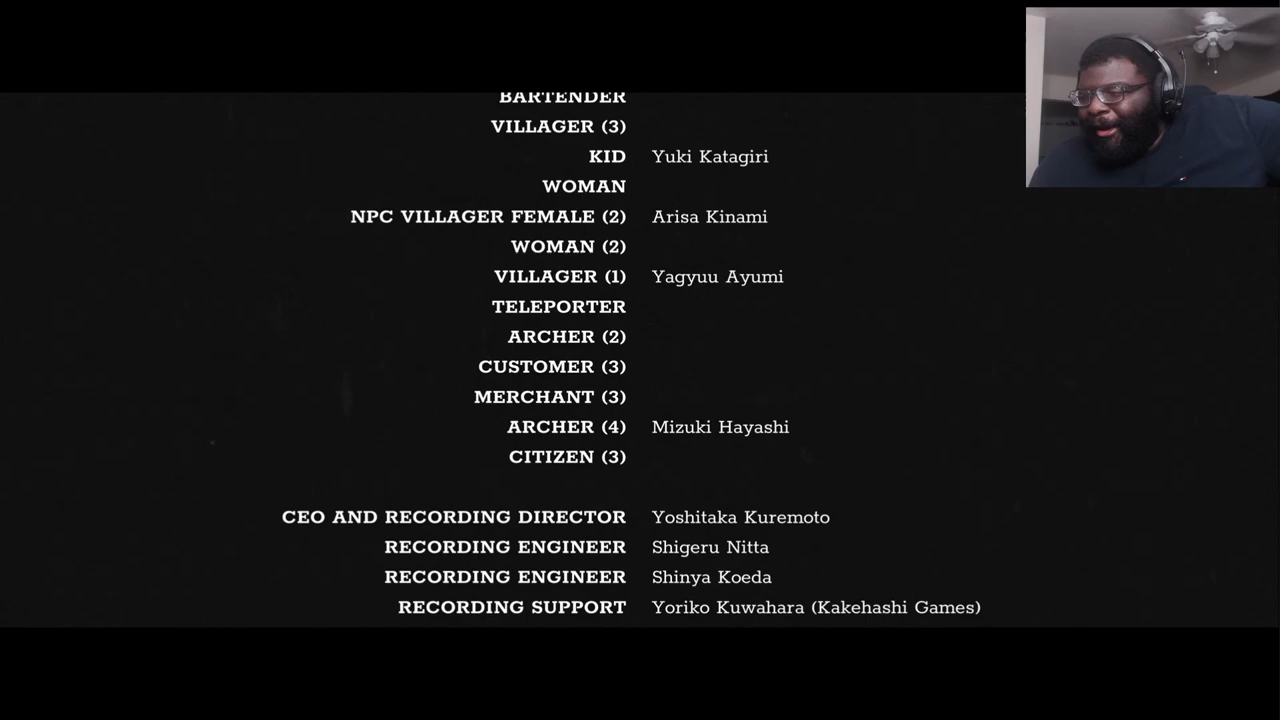 BARTENDER
VILLAGER (3)
KID Yuki Katagiri
WOMAN
NPC VILLAGER FEMALE (2) Arisa Kinami
WOMAN (2)
VILLAGER (1) Yagyuu Ayumi
TELEPORTER
ARCHER (2)
CUSTOMER (3)
MERCHANT (3)
ARCHER (4) Mizuki Hayashi
CITIZEN (3)
CEO AND RECORDING DIRECTOR Yoshitaka Kuremoto
RECORDING ENGINEER Shigeru Nitta
RECORDING ENGINEER Shinya Koeda
RECORDING SUPPORT Yoriko Kuwahara (Kakehashi Games)